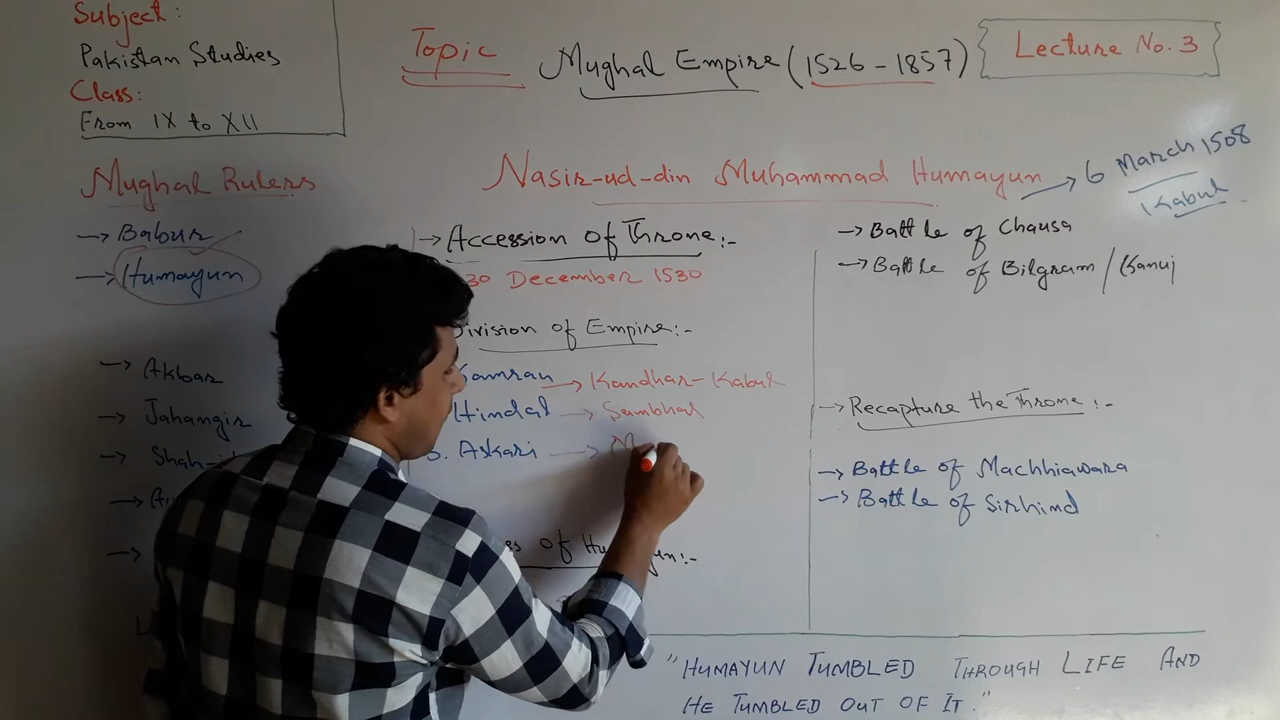 Subject:
Pakistan Studies
Class:
From IX to XII
Topic
Mughal Empire (1526-1857)
Lecture No. 3
Mughal Rulers
→ Babur
→ Humayun
→ Akbar
→ Jahangir
→
→
→
Nasir-ud-din Muhammad Humayun → 6 March 1508
Kabul
→ Accession of Throne:-
30 December 1530
Division of Empire:-
Kamran → Kandhar-Kabul
Hindal → Sambhal
3. Askari →
of
→ Battle of Chausa
→ Battle of Bilgram / Kanuj
→ Recapture the Throne:-
→ Battle of Machhiawara
→ Battle of Sirhind
"HUMAYUN TUMBLED THROUGH LIFE AND
HE TUMBLED OUT OF IT."